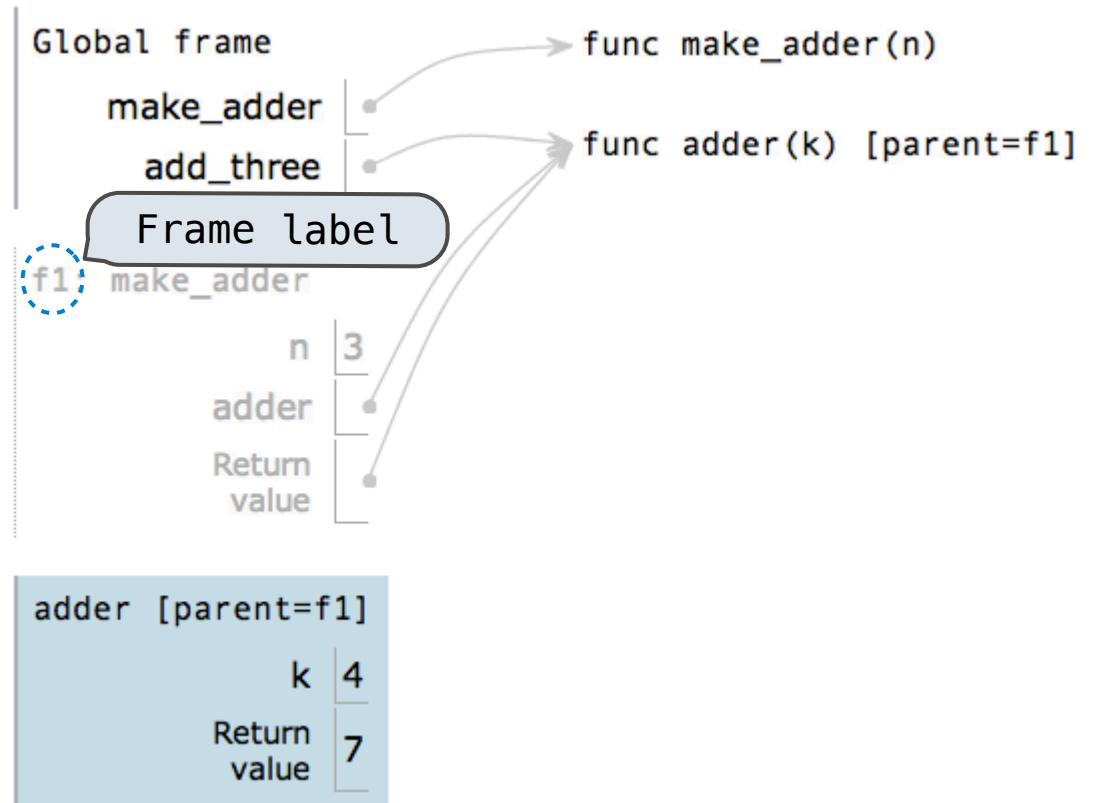 Global frame
func make_adder(n)
make_adder
add_three
func adder(k) [parent=f1]
Frame label
f1: make_adder
n 3
adder
Return
value
adder [parent=f1]
k 4
Return
value 7